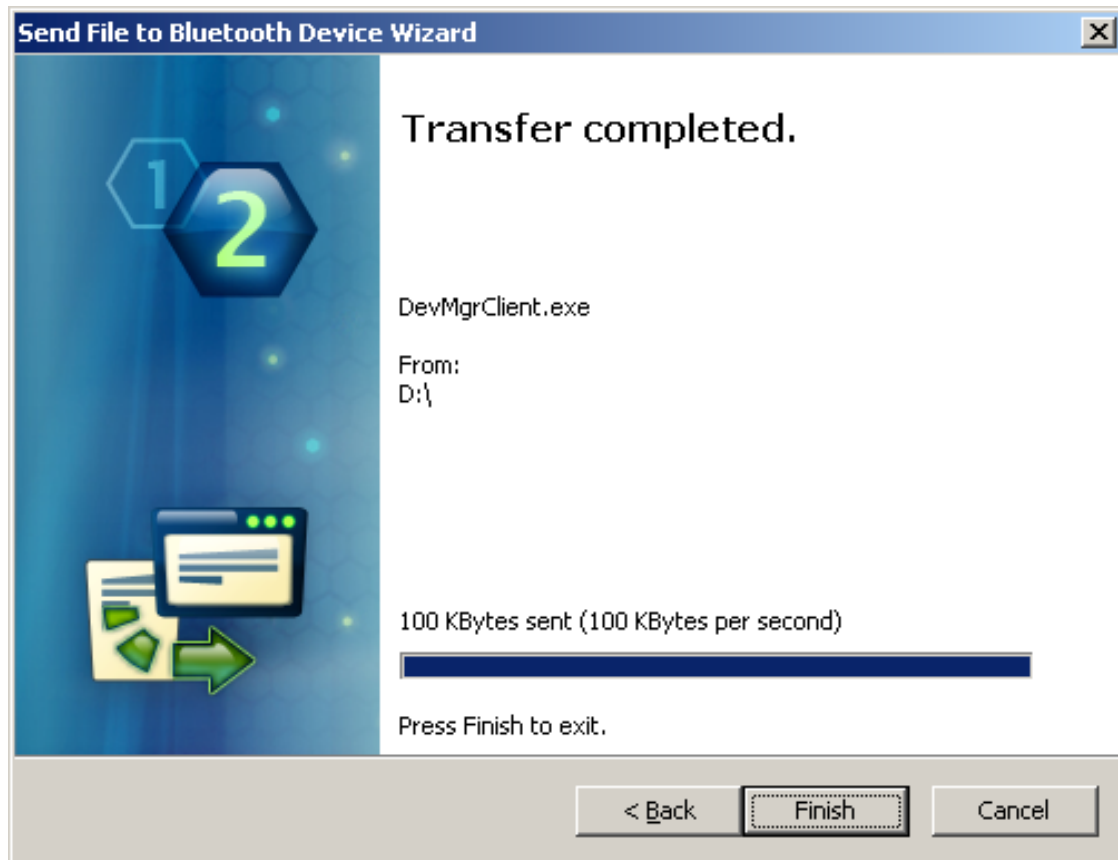 Send File to Bluetooth Device Wizard
1
2
Transfer completed.
DevMgrClient.exe
From:
D:\
100 KBytes sent (100 KBytes per second)
Press Finish to exit.
< Back
Finish
Cancel